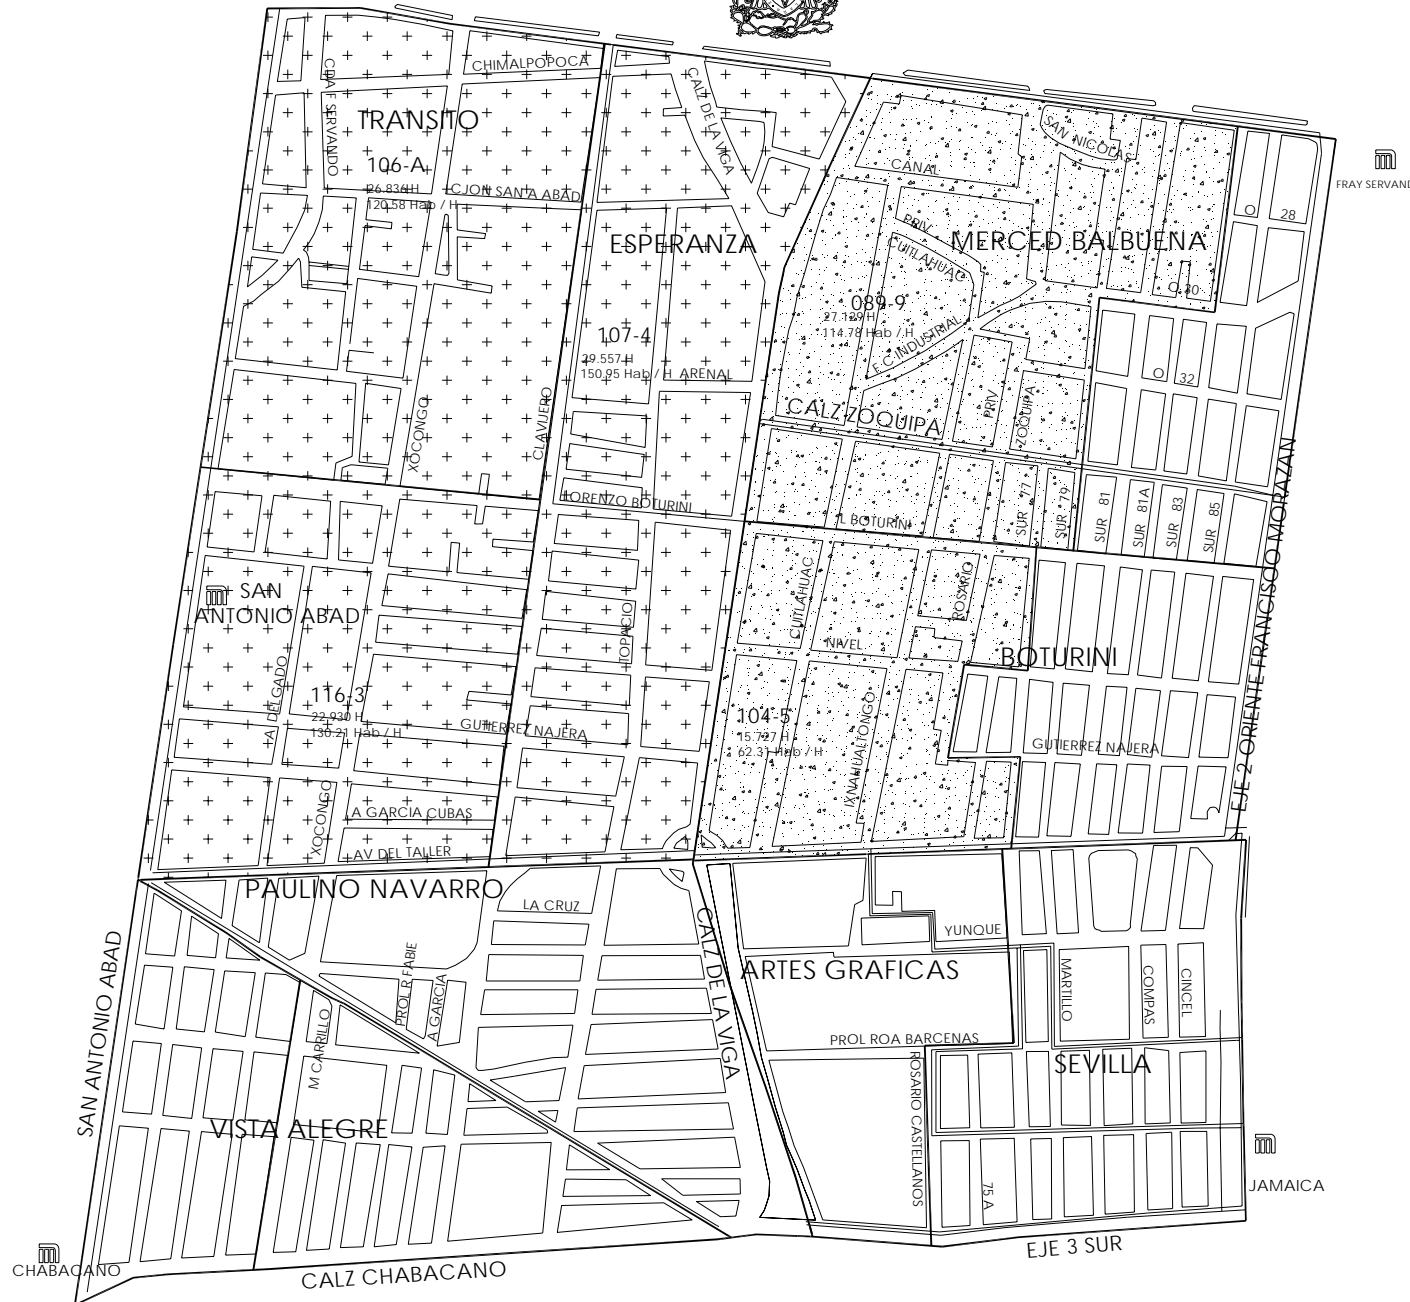 CHIMALPOPOCA
CDA F SERVANDO
TRANSITO
CALZ DE LA VIGA
SAN NICOLAS
FRAY SERVAND
106-A
26.836 H
120.58 Hab / H
CJON SAN A ABAD
CANAL
O 28
ESPERANZA
PRIV
CUITLAHUAC
MERCED BALBUENA
O 30
089-9
27.139 H
114.78 Hab / H
107-4
29.557 H
150.95 Hab / H
ARENAL
F C INDUSTRIAL
O 32
XOCONGO
CLAVIJERO
CALZ ZOQUIPA
PRIV
ZOQUIPA
LORENZO BOTURINI
L BOTURINI
SUR 77
SUR 79
SUR 81
SUR 81A
SUR 83
SUR 85
EJE 2 ORIENTE FRANCISOO MORAZAN
SAN
ANTONIO ABAD
CUITLAHUAC
ROSARIO
TOPACIO
NIVEL
BOTURINI
A DELGADO
116-3
22.930 H
130.21 Hab / H
GUTIERREZ NAJERA
104-5
15.727 H
62.31 Hab / H
IXNAHUALTONGO
GUTIERREZ NAJERA
XOCONGO
A GARCIA CUBAS
AV DEL TALLER
PAULINO NAVARRO
LA CRUZ
CALZ DE LA VIGA
YUNQUE
SAN ANTONIO ABAD
PROL R FABIE
A GARCIA
ARTES GRAFICAS
MARTILLO
COMPAS
CINCEL
M CARRILLO
PROL ROA BARCENAS
SEVILLA
ROSARIO CASTELLANOS
VISTA ALEGRE
75 A
JAMAICA
CHABACANO
CALZ CHABACANO
EJE 3 SUR